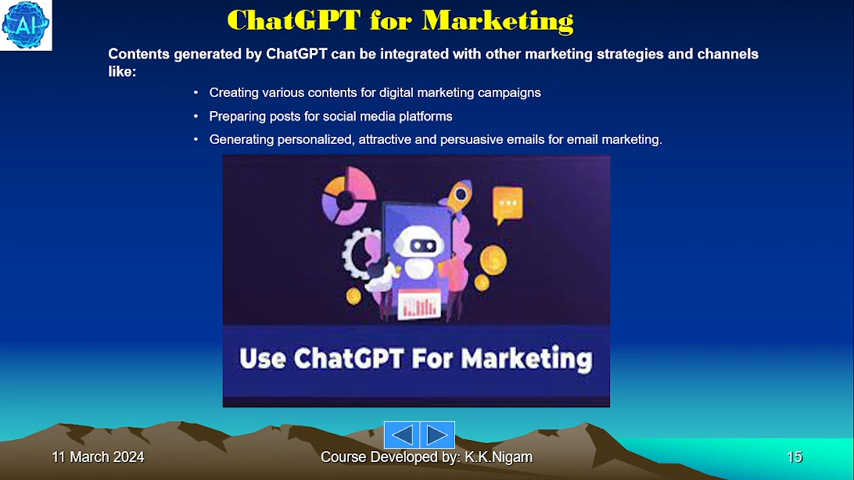 AI
ChatGPT for Marketing
Contents generated by ChatGPT can be integrated with other marketing strategies and channels
like:
• Creating various contents for digital marketing campaigns
• Preparing posts for social media platforms
• Generating personalized, attractive and persuasive emails for email marketing.
Use ChatGPT For Marketing
11 March 2024
Course Developed by: K.K.Nigam
15